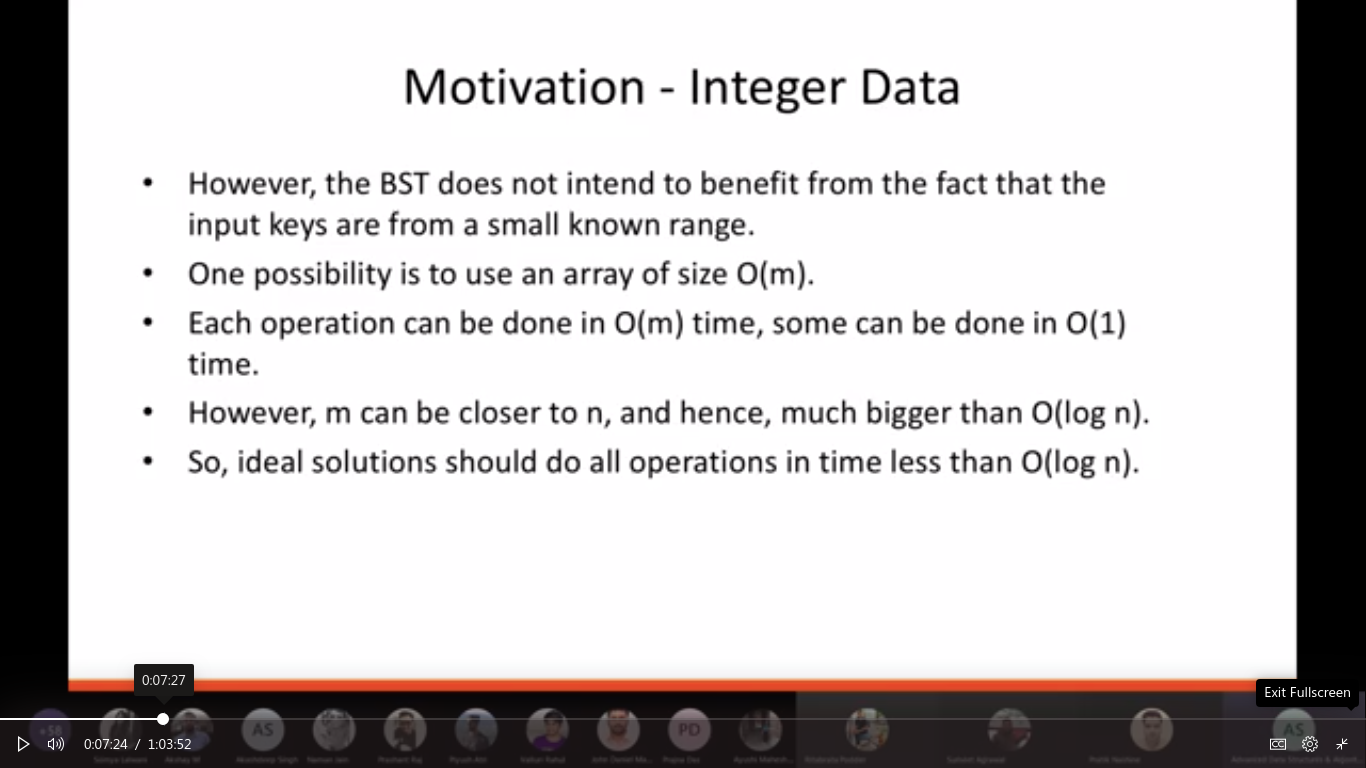 Motivation - Integer Data
• However, the BST does not intend to benefit from the fact that the
input keys are from a small known range.
• One possibility is to use an array of size O(m).
• Each operation can be done in O(m) time, some can be done in O(1)
time.
• However, m can be closer to n, and hence, much bigger than O(log n).
• So, ideal solutions should do all operations in time less than O(log n).
0:07:27
Exit Fullscreen
AS PD AS
0:07:24 / 1:03:52
CC